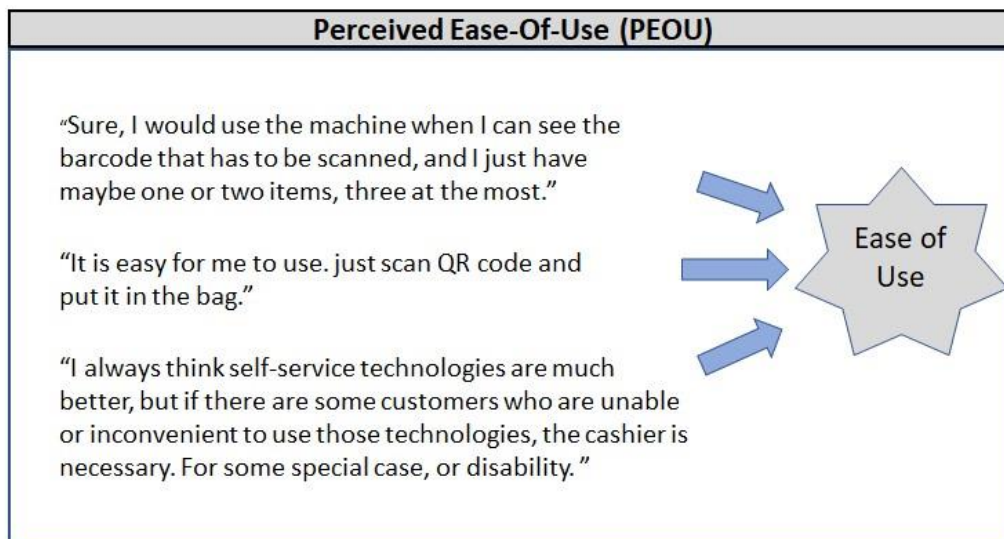 Perceived Ease-Of-Use (PEOU)
“Sure, I would use the machine when I can see the
barcode that has to be scanned, and I just have
maybe one or two items, three at the most.”
“It is easy for me to use. just scan QR code and
put it in the bag.”
“I always think self-service technologies are much
better, but if there are some customers who are unable
or inconvenient to use those technologies, the cashier is
necessary. For some special case, or disability. ”
Ease of
Use